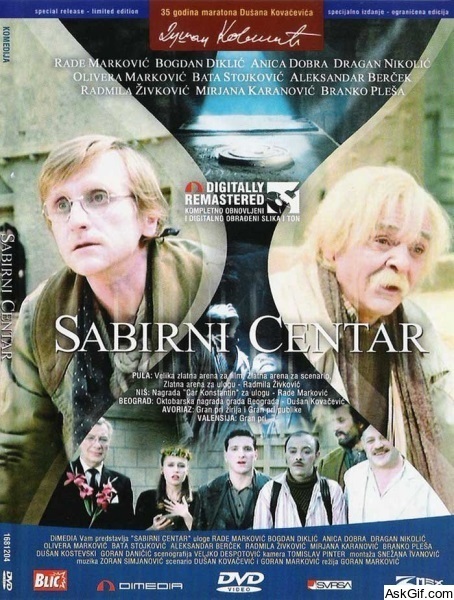 special release - limited edition
35 godina maratona Dušana Kovačevića
specijalno izdanje - ograničena edicija
KOMEDIJA
RADE MARKOVIĆ BOGDAN DIKLIĆ ANICA DOBRA DRAGAN NIKOLIĆ
OLIVERA MARKOVIĆ BATA STOJKOVIĆ ALEKSANDAR BERČEK
RADMILA ŽIVKOVIĆ MIRJANA KARANOVIĆ BRANKO PLEŠA
DIGITALLY
REMASTERED
KOMPLETNO OBNOVLJENI
I DIGITALNO OBRAĐENI SLIKA I TON
SABIRNI CENTAR
SABIRNI CENTAR
PULA: Velika zlatna arena za film, Zlatna arena za scenario,
Zlatna arena za ulogu - Radmila Živković
NIŠ: Nagrada "Car Konstantin" za ulogu - Rade Marković
BEOGRAD: Oktobarska nagrada grada Beograda - Dušan Kovačević
AVORIAZ: Gran pri žirija i Gran pri publike
VALENSIJA: Gran pri
DIMEDIA Vam predstavlja "SABIRNI CENTAR" uloge RADE MARKOVIĆ BOGDAN DIKLIĆ ANICA DOBRA DRAGAN NIKOLIĆ
OLIVERA MARKOVIĆ BATA STOJKOVIĆ ALEKSANDAR BERČEK RADMILA ŽIVKOVIĆ MIRJANA KARANOVIĆ BRANKO PLEŠA
DUŠAN KOSTEVSKI GORAN DANIČIĆ scenografija VELJKO DESPOTOVIĆ kamera TOMISLAV PINTER montaža SNEŽANA IVANOVIĆ
muzika ZORAN SIMJANOVIĆ scenario DUŠAN KOVAČEVIĆ I GORAN MARKOVIĆ režija GORAN MARKOVIĆ
1681204
DVD
BLIC
DIMEDIA
DVD
VIDEO
AskGif.com